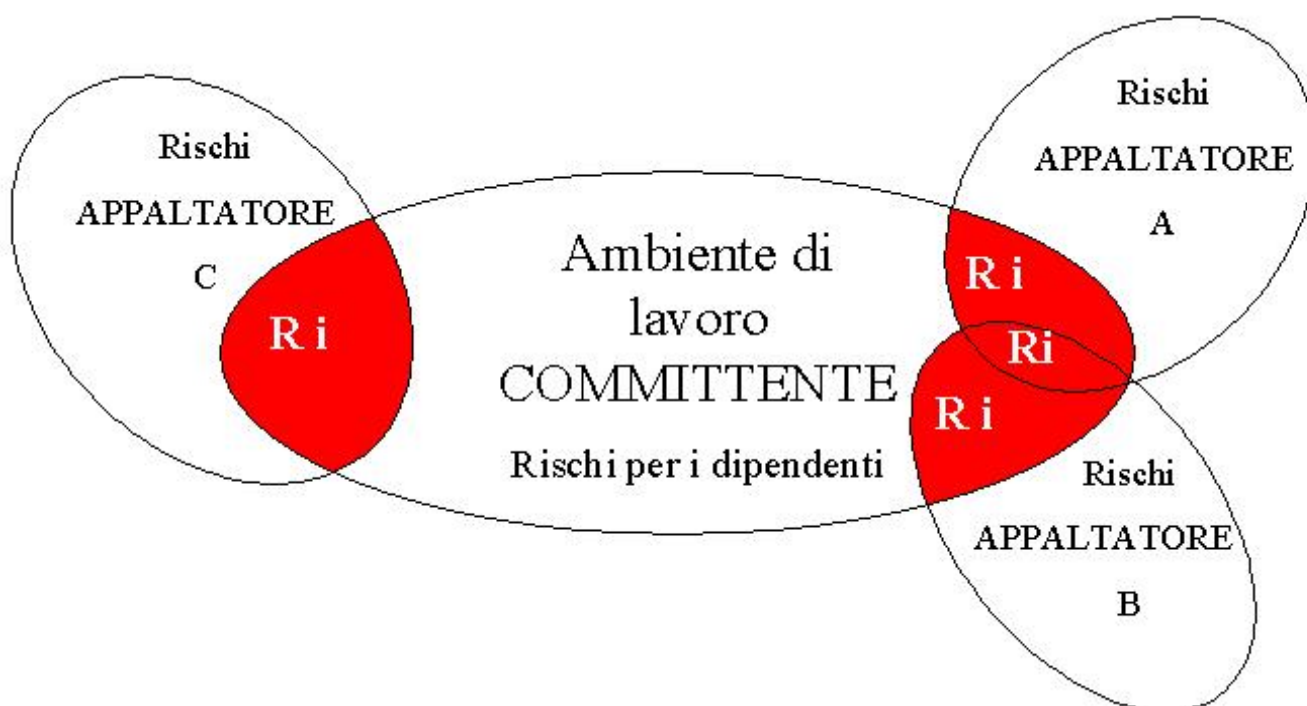 Rischi
APPALTATORE
C
R i
Ambiente di
lavoro
COMMITTENTE
Rischi per i dipendenti
Rischi
APPALTATORE
A
R i
Ri
R i
Rischi
APPALTATORE
B